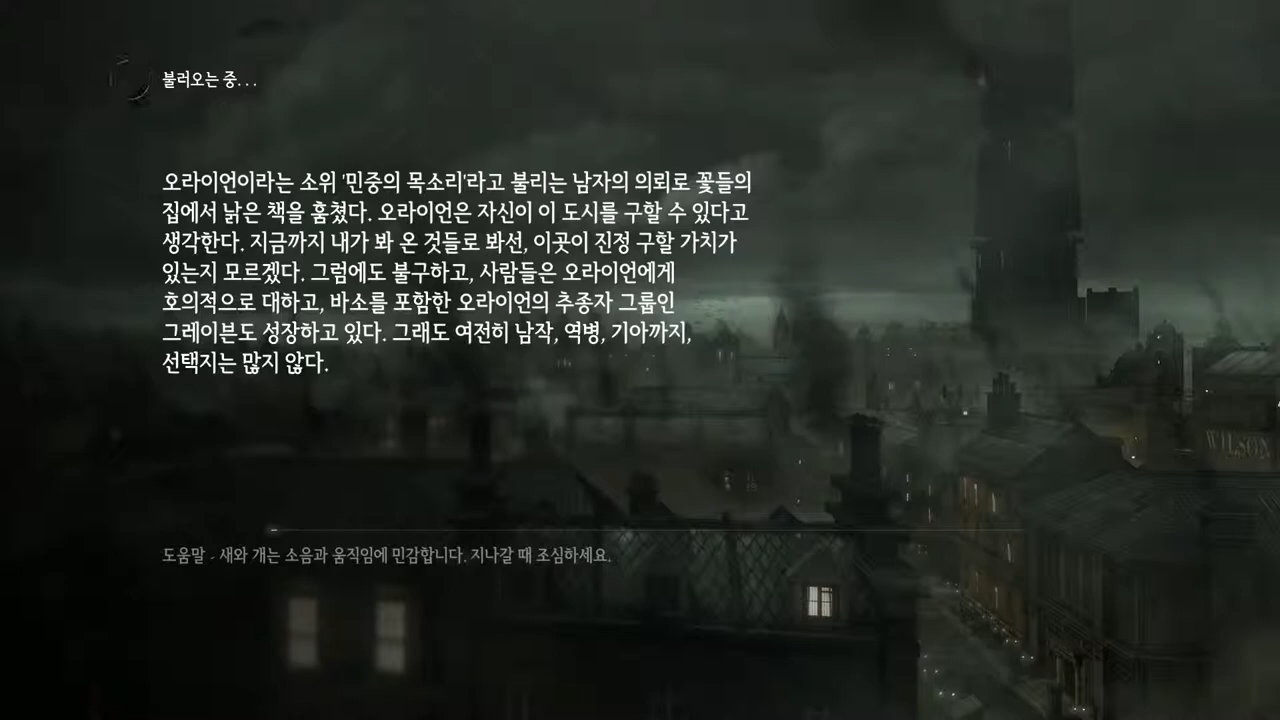 불러오는 중...
오라이언이라는 소위 '민중의 목소리'라고 불리는 남자의 의뢰로 꽃들의
집에서 낡은 책을 훔쳤다. 오라이언은 자신이 이 도시를 구할 수 있다고
생각한다. 지금까지 내가 봐 온 것들로 봐선, 이곳이 진정 구할 가치가
있는지 모르겠다. 그럼에도 불구하고, 사람들은 오라이언에게
호의적으로 대하고, 바소를 포함한 오라이언의 추종자 그룹인
그레이븐도 성장하고 있다. 그래도 여전히 남작, 역병, 기아까지,
선택지는 많지 않다.
WILSON
도움말 - 새와 개는 소음과 움직임에 민감합니다. 지나갈 때 조심하세요.